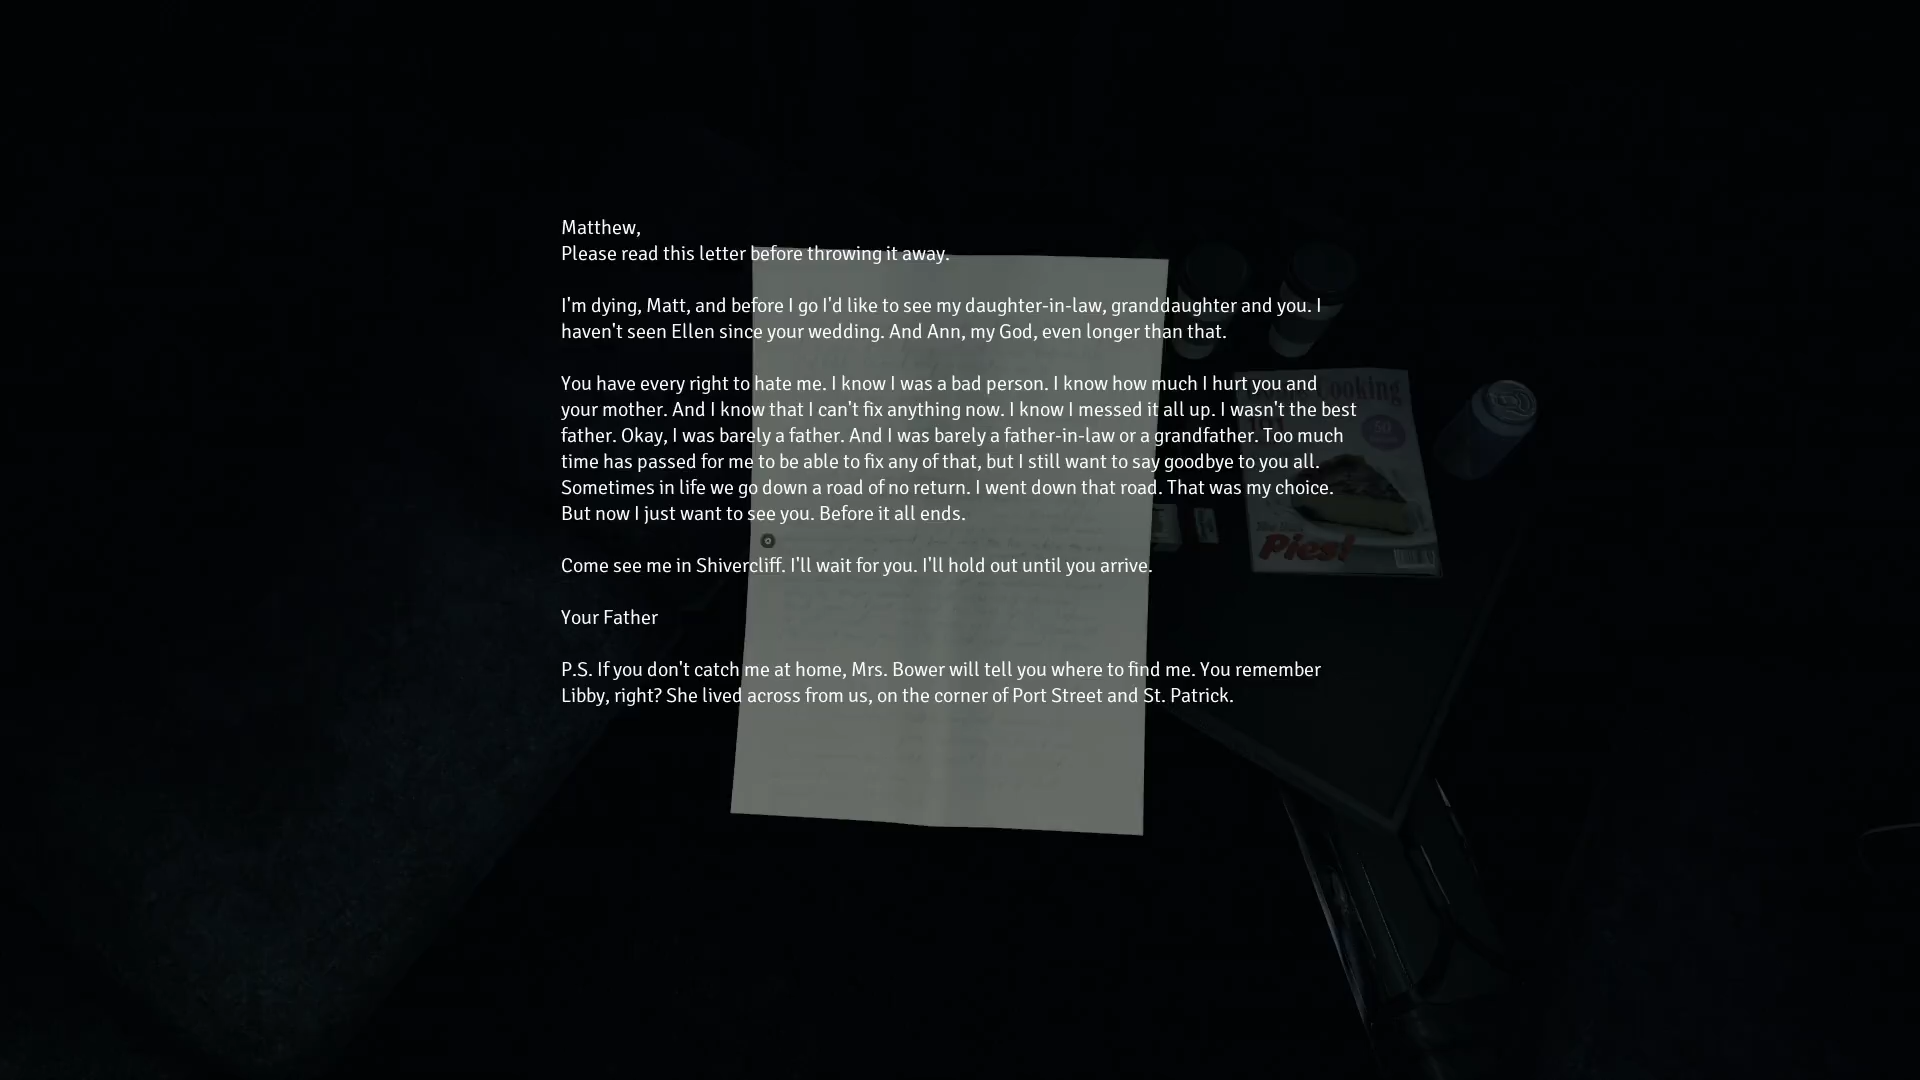 Matthew,
Please read this letter before throwing it away.
I'm dying, Matt, and before I go I'd like to see my daughter-in-law, granddaughter and you. I
haven't seen Ellen since your wedding. And Ann, my God, even longer than that.
You have every right to hate me. I know I was a bad person. I know how much I hurt you and
your mother. And I know that I can't fix anything now. I know I messed it all up. I wasn't the best
father. Okay, I was barely a father. And I was barely a father-in-law or a grandfather. Too much
time has passed for me to be able to fix any of that, but I still want to say goodbye to you all.
Sometimes in life we go down a road of no return. I went down that road. That was my choice.
But now I just want to see you. Before it all ends.
Come see me in Shivercliff. I'll wait for you. I'll hold out until you arrive.
Your Father
P.S. If you don't catch me at home, Mrs. Bower will tell you where to find me. You remember
Libby, right? She lived across from us, on the corner of Port Street and St. Patrick.
Cooking
50
Pies!